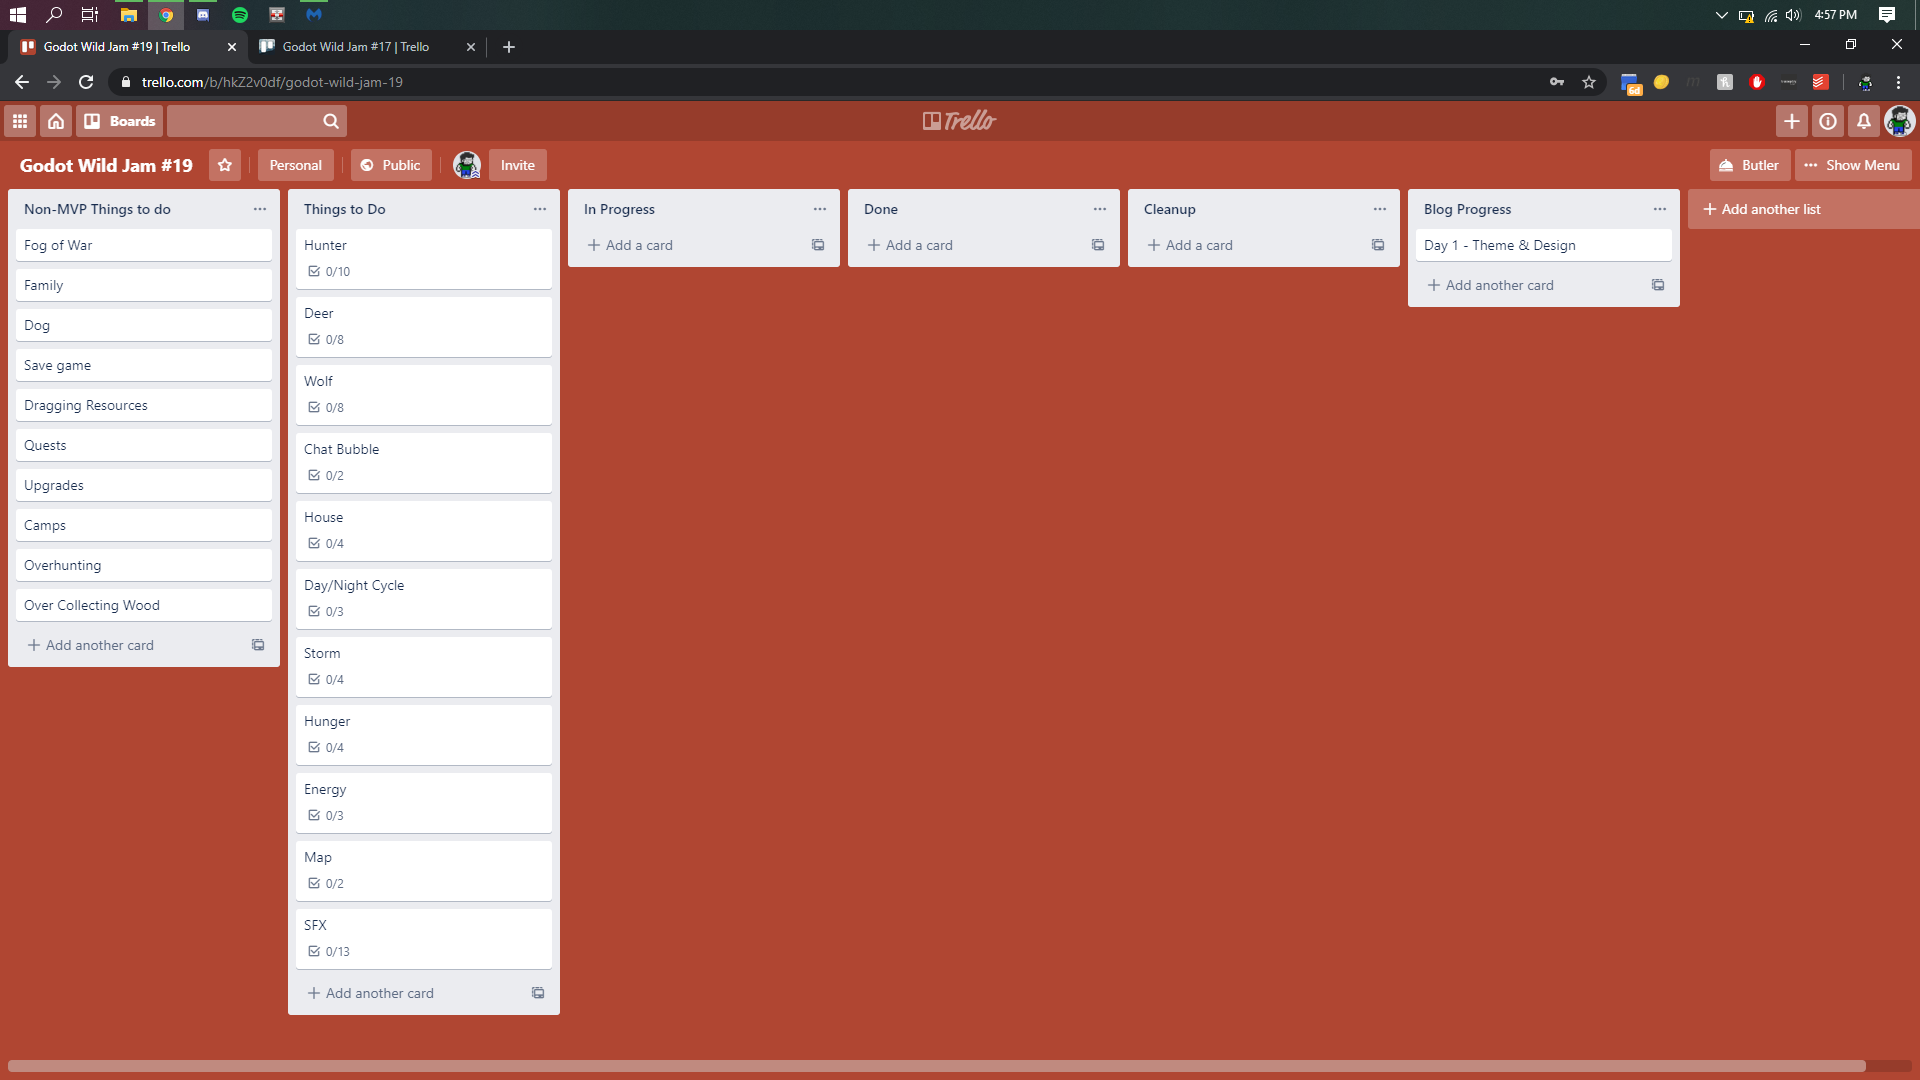 4:57 PM
Godot Wild Jam #19 | Trello
Godot Wild Jam #17 | Trello
trello.com/b/hkZ2v0df/godot-wild-jam-19
6d
Boards
Trello
Godot Wild Jam #19
Personal
Public
Invite
Butler
Show Menu
Non-MVP Things to do
Fog of War
Family
Dog
Save game
Dragging Resources
Quests
Upgrades
Camps
Overhunting
Over Collecting Wood
Add another card
Things to Do
Hunter
0/10
Deer
0/8
Wolf
0/8
Chat Bubble
0/2
House
0/4
Day/Night Cycle
0/3
Storm
0/4
Hunger
0/4
Energy
0/3
Map
0/2
SFX
0/13
Add another card
In Progress
Add a card
Done
Add a card
Cleanup
Add a card
Blog Progress
Day 1 - Theme & Design
Add another card
Add another list